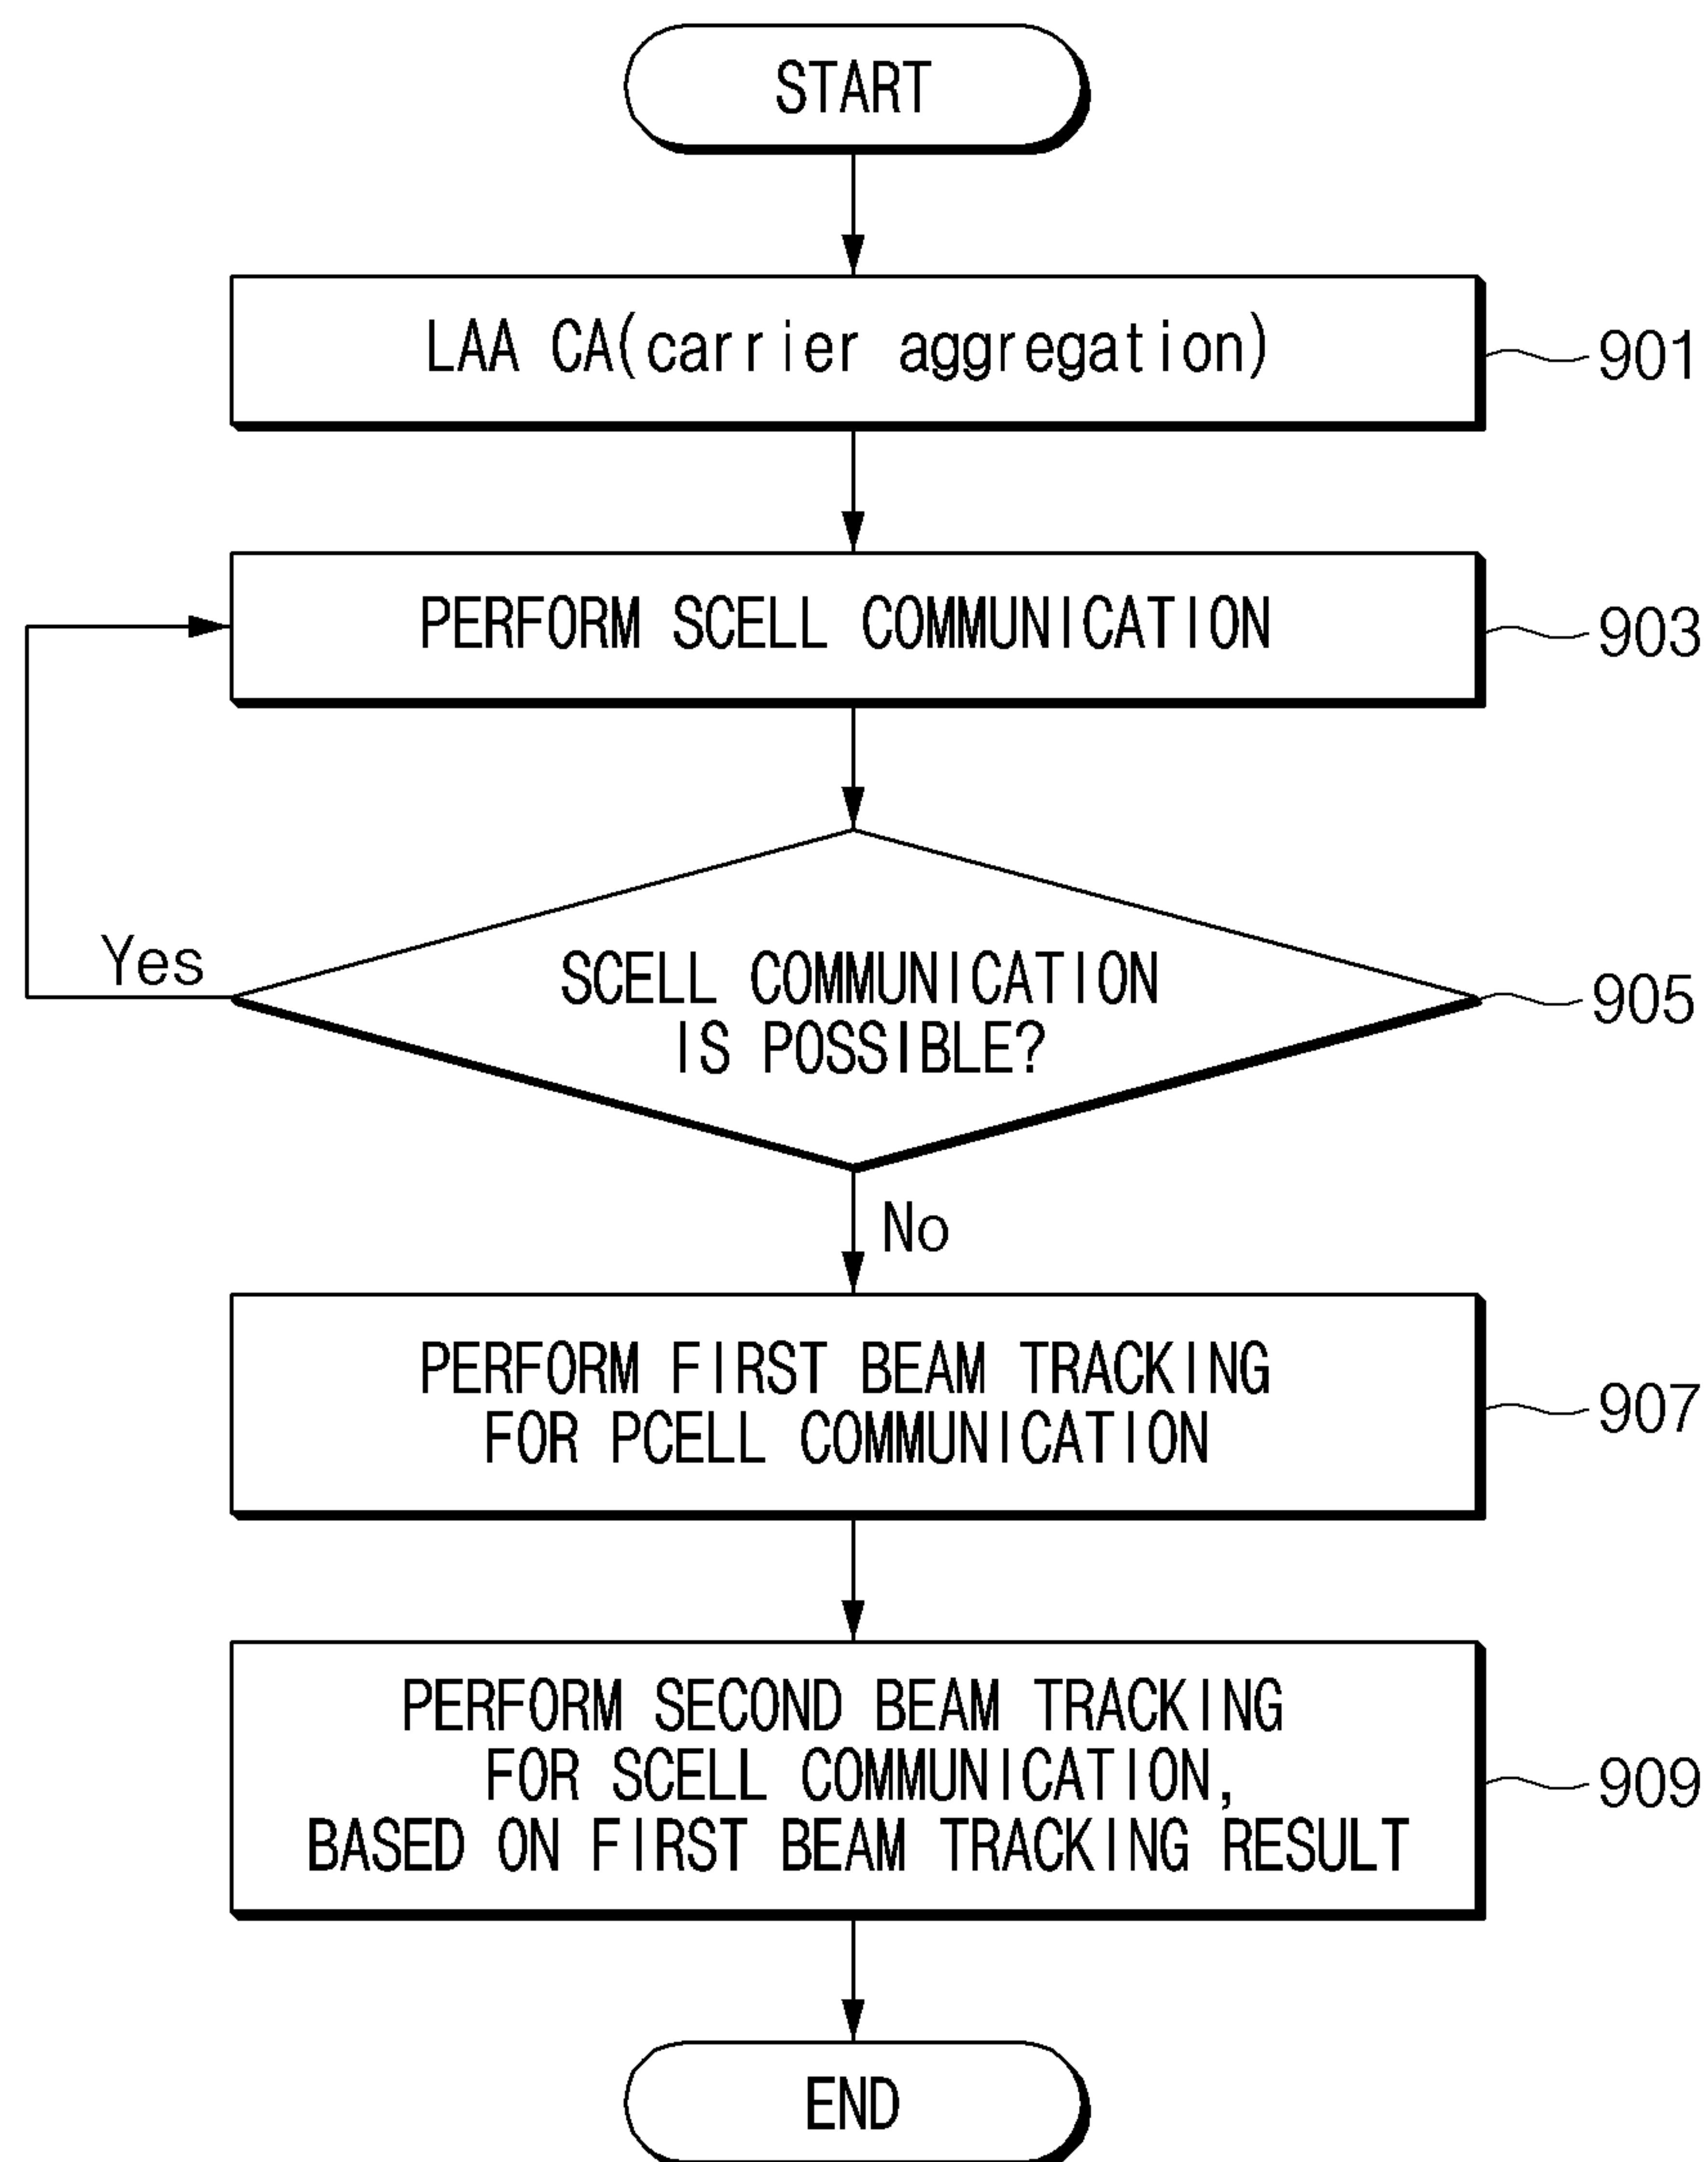 START
LAA CA(carrier aggregation)
901
PERFORM SCELL COMMUNICATION
903
Yes
SCELL COMMUNICATION
IS POSSIBLE?
905
No
PERFORM FIRST BEAM TRACKING
FOR PCELL COMMUNICATION
907
PERFORM SECOND BEAM TRACKING
FOR SCELL COMMUNICATION,
BASED ON FIRST BEAM TRACKING RESULT
909
END